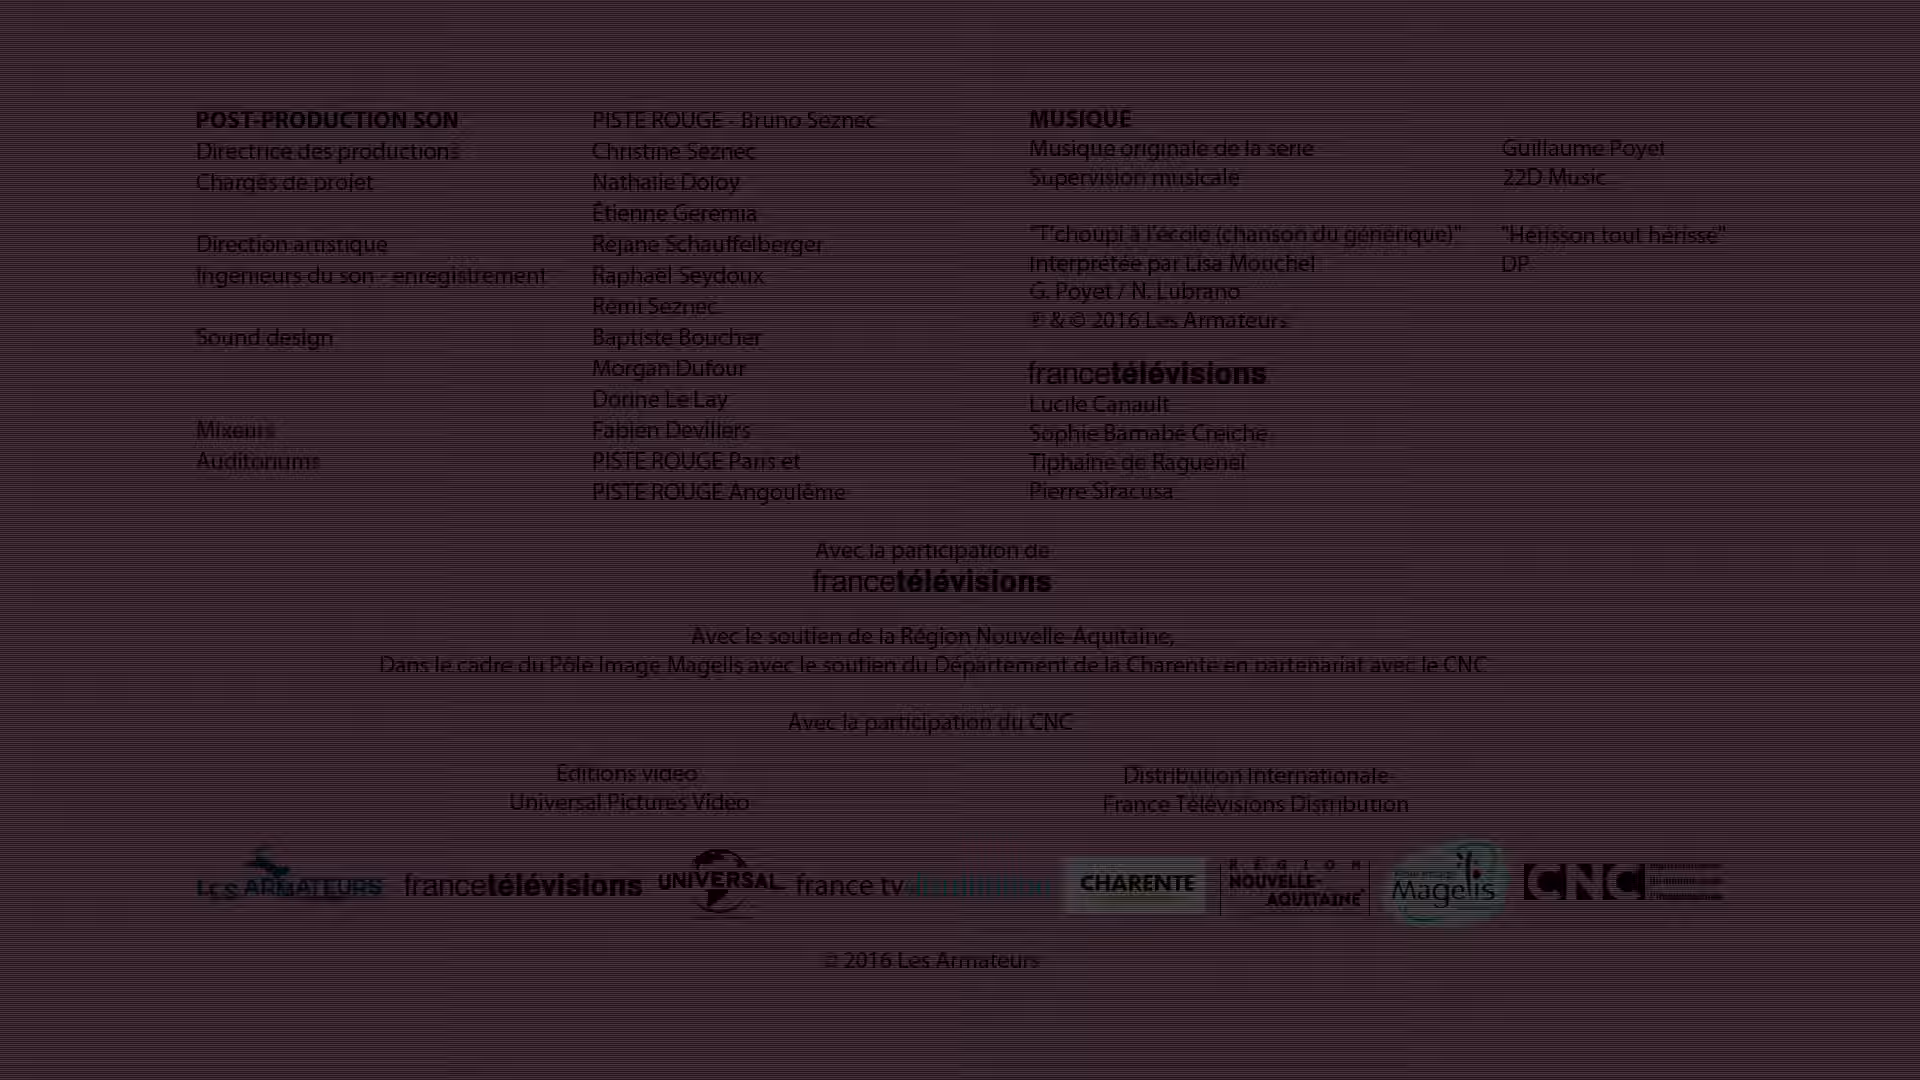 POST-PRODUCTION SON PISTE ROUGE - Bruno Seznec
Directrice des productions Christine Seznec
Chargés de projet Nathalie Doloy
Étienne Geremia
Direction artistique Rejane Schauffelberger
Ingenieurs du son - enregistrement Raphaël Seydoux
Rémi Seznec
Sound design Baptiste Boucher
Morgan Dufour
Dorine Le Lay
Mixeurs Fabien Devillers
Auditoriums PISTE ROUGE Paris et
PISTE ROUGE Angoulême
MUSIQUE
Musique originale de la serie Guillaume Poyet
Supervision musicale 22D Music
"T'choupi à l'école (chanson du générique)" "Hérisson tout hérissé"
Interprétée par Lisa Mouchel DP
G. Poyet / N. Lubrano
℗ & © 2016 Les Armateurs
francetélévisions
Lucile Canault
Sophie Barnabé Creiche
Tiphaine de Raguenel
Pierre Siracusa
Avec la participation de
francetélévisions
Avec le soutien de la Région Nouvelle-Aquitaine,
Dans le cadre du Pôle Image Magelis avec le soutien du Département de la Charente en partenariat avec le CNC
Avec la participation du CNC
Editions video
Universal Pictures Video
Distribution Internationale
France Télévisions Distribution
LES ARMATEURS francetélévisions UNIVERSAL france tv distribution CHARENTE RÉGION NOUVELLE-AQUITAINE Magelis CNC
© 2016 Les Armateurs